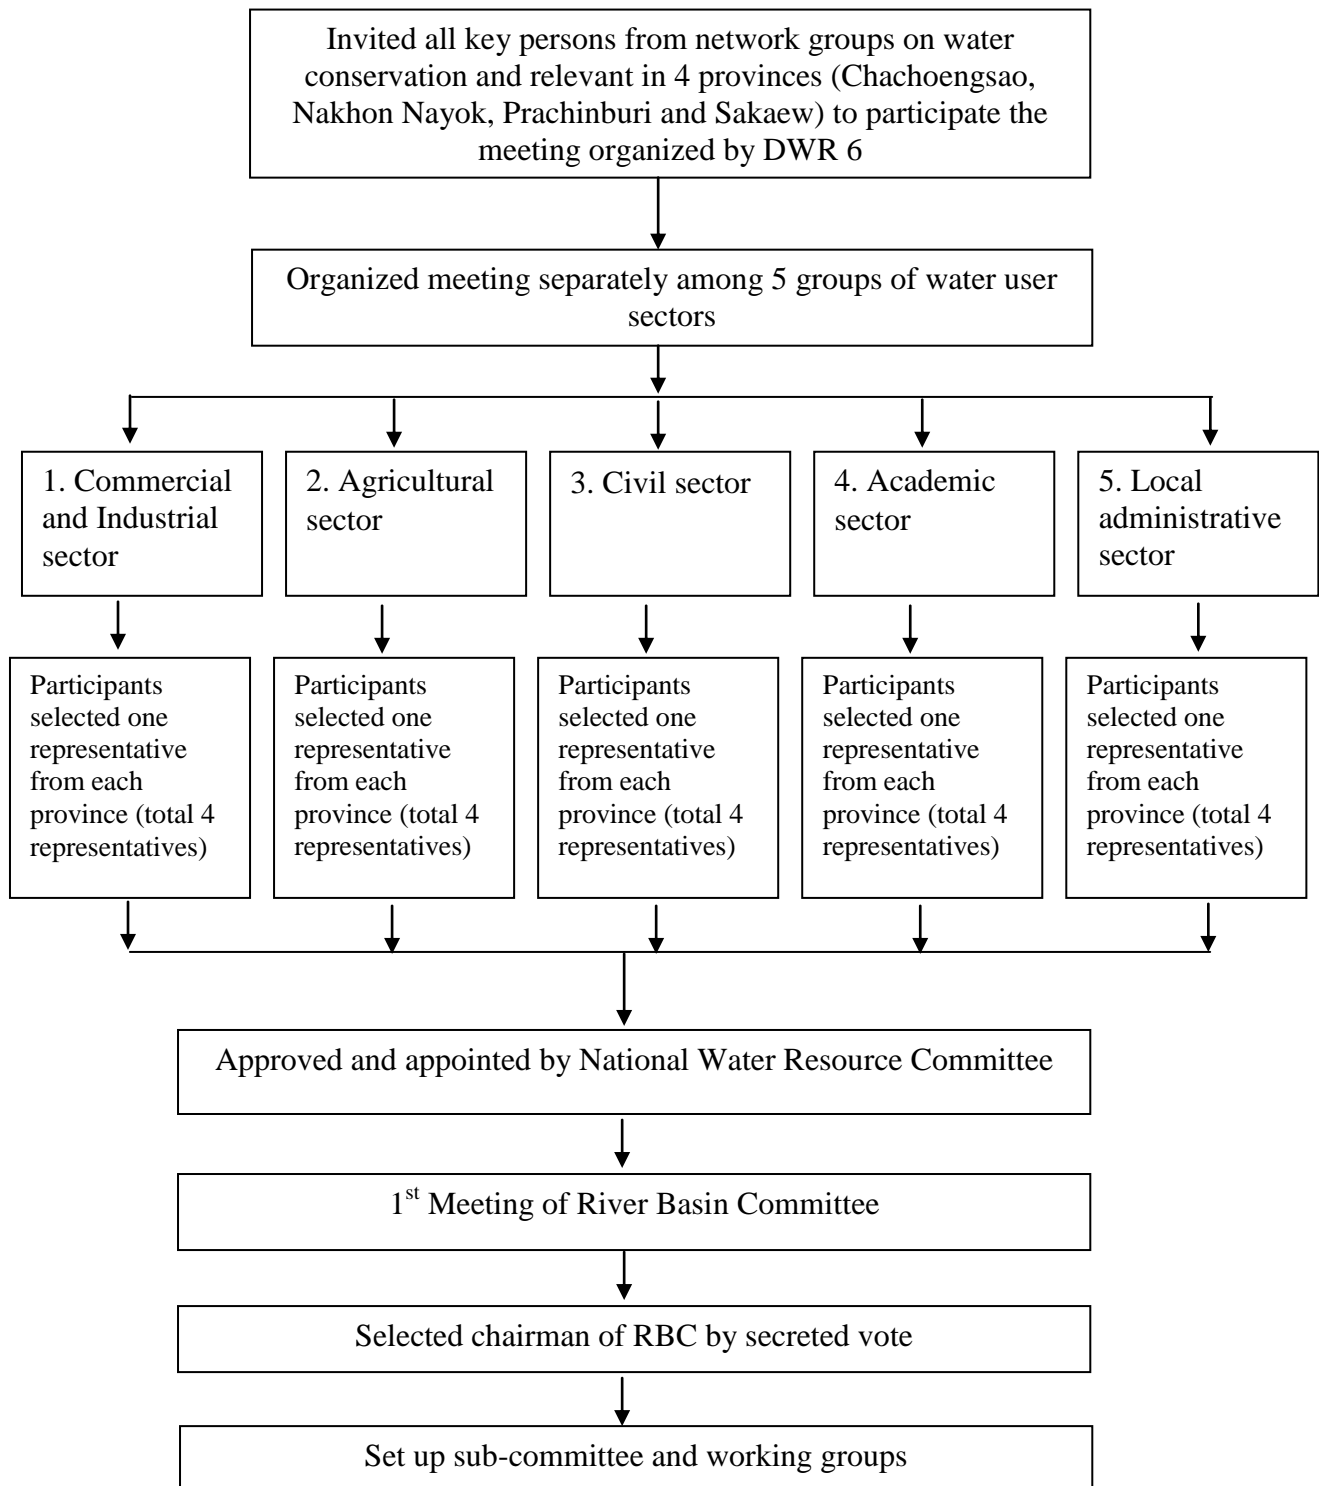 Invited all key persons from network groups on water
conservation and relevant in 4 provinces (Chachoengsao,
Nakhon Nayok, Prachinburi and Sakaew) to participate the
meeting organized by DWR 6
Organized meeting separately among 5 groups of water user
sectors
1. Commercial
and Industrial
sector
2. Agricultural
sector
3. Civil sector
4. Academic
sector
5. Local
administrative
sector
Participants
selected one
representative
from each
province (total 4
representatives)
Participants
selected one
representative
from each
province (total 4
representatives)
Participants
selected one
representative
from each
province (total 4
representatives)
Participants
selected one
representative
from each
province (total 4
representatives)
Participants
selected one
representative
from each
province (total 4
representatives)
Approved and appointed by National Water Resource Committee
1st Meeting of River Basin Committee
Selected chairman of RBC by secreted vote
Set up sub-committee and working groups